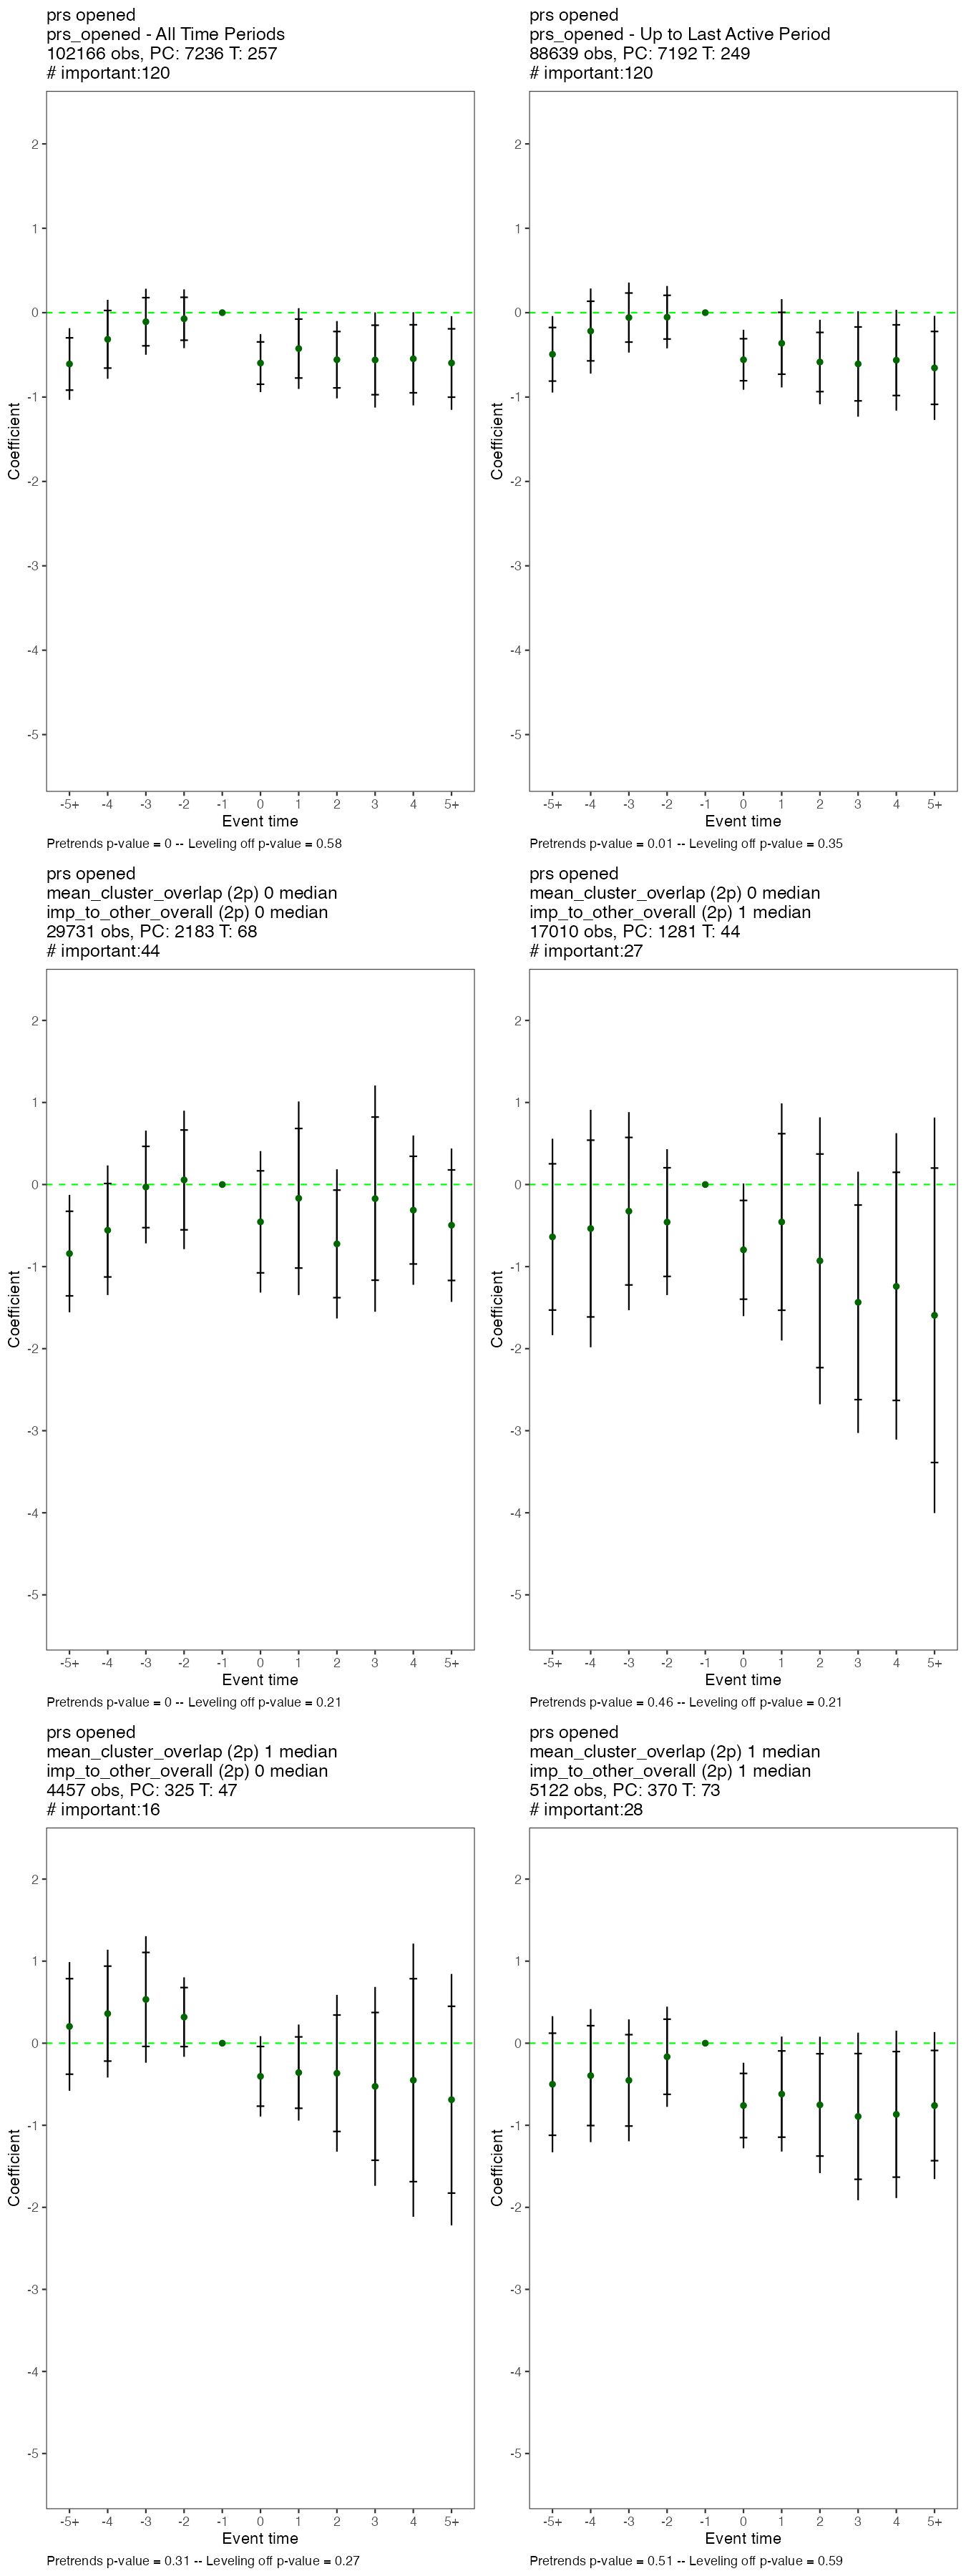 prs opened
prs_opened - All Time Periods
102166 obs, PC: 7236 T: 257
# important:120
2
1
0
-1
-2
-3
-4
-5
Coefficient
-5+ -4 -3 -2 -1 0 1 2 3 4 5+
Event time
Pretrends p-value = 0 -- Leveling off p-value = 0.58
prs opened
prs_opened - Up to Last Active Period
88639 obs, PC: 7192 T: 249
# important:120
2
1
0
-1
-2
-3
-4
-5
Coefficient
-5+ -4 -3 -2 -1 0 1 2 3 4 5+
Event time
Pretrends p-value = 0.01 -- Leveling off p-value = 0.35
prs opened
mean_cluster_overlap (2p) 0 median
imp_to_other_overall (2p) 0 median
29731 obs, PC: 2183 T: 68
# important:44
2
1
0
-1
-2
-3
-4
-5
Coefficient
-5+ -4 -3 -2 -1 0 1 2 3 4 5+
Event time
Pretrends p-value = 0 -- Leveling off p-value = 0.21
prs opened
mean_cluster_overlap (2p) 0 median
imp_to_other_overall (2p) 1 median
17010 obs, PC: 1281 T: 44
# important:27
2
1
0
-1
-2
-3
-4
-5
Coefficient
-5+ -4 -3 -2 -1 0 1 2 3 4 5+
Event time
Pretrends p-value = 0.46 -- Leveling off p-value = 0.21
prs opened
mean_cluster_overlap (2p) 1 median
imp_to_other_overall (2p) 0 median
4457 obs, PC: 325 T: 47
# important:16
2
1
0
-1
-2
-3
-4
-5
Coefficient
-5+ -4 -3 -2 -1 0 1 2 3 4 5+
Event time
Pretrends p-value = 0.31 -- Leveling off p-value = 0.27
prs opened
mean_cluster_overlap (2p) 1 median
imp_to_other_overall (2p) 1 median
5122 obs, PC: 370 T: 73
# important:28
2
1
0
-1
-2
-3
-4
-5
Coefficient
-5+ -4 -3 -2 -1 0 1 2 3 4 5+
Event time
Pretrends p-value = 0.51 -- Leveling off p-value = 0.59